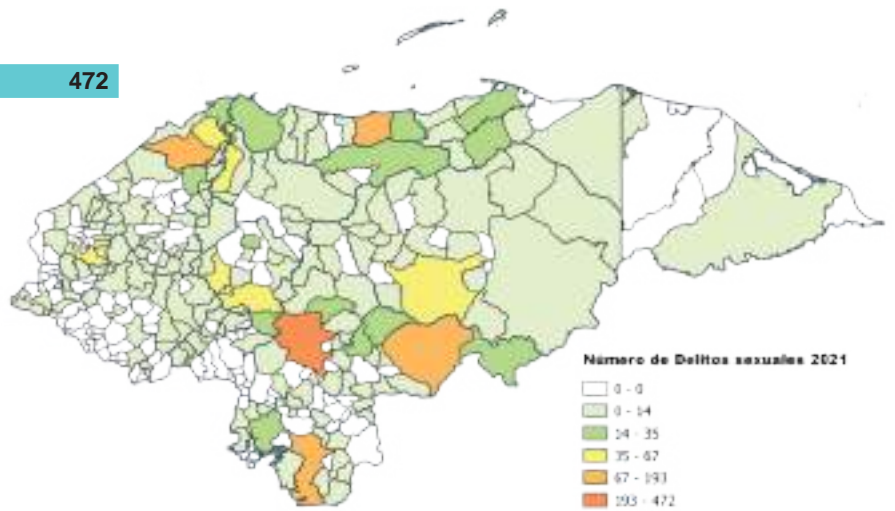 472
Número de Delitos sexuales 2021
0 - 0
0 - 14
14 - 35
35 - 67
67 - 193
193 - 472